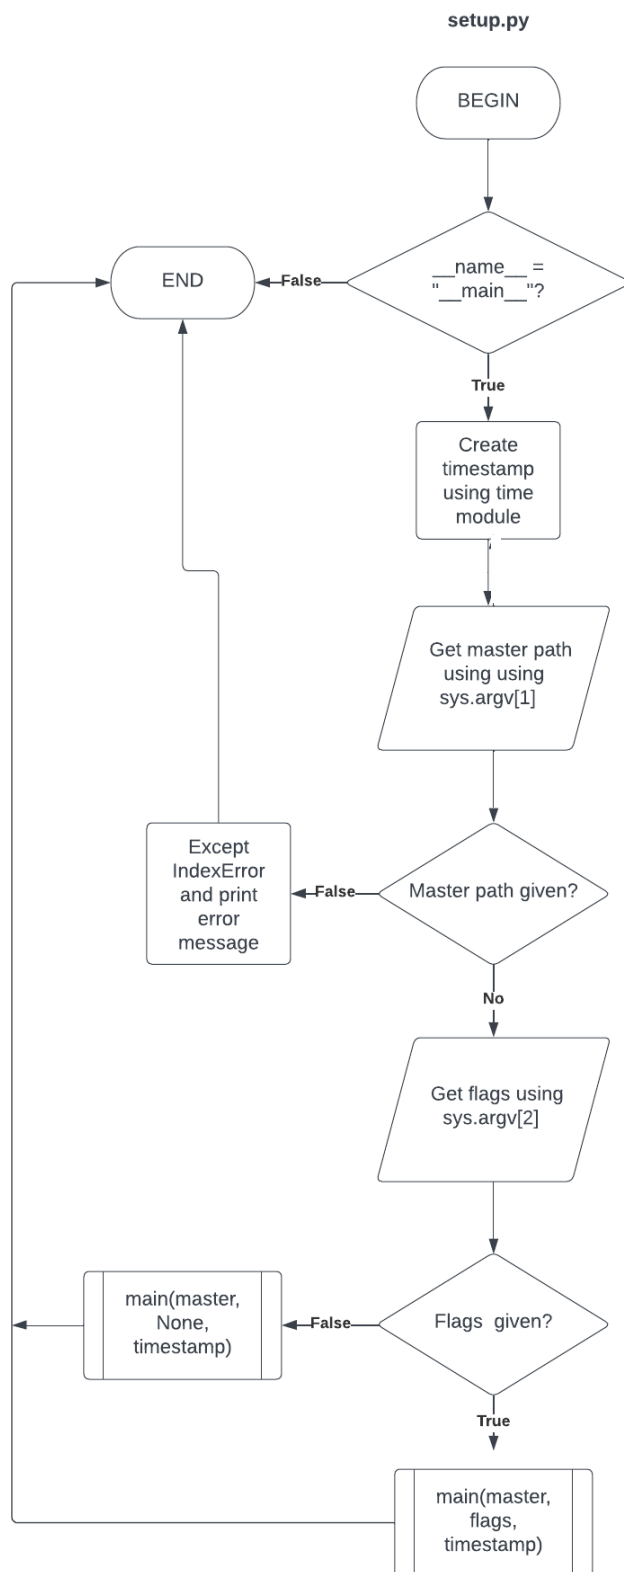 setup.py
BEGIN
END
False
__name__ =
"__main__"?
True
Create
timestamp
using time
module
Get master path
using using
sys.argv[1]
Except
IndexError
and print
error
message
False
Master path given?
No
Get flags using
sys.argv[2]
main(master,
None,
timestamp)
False
Flags  given?
True
main(master,
flags,
timestamp)